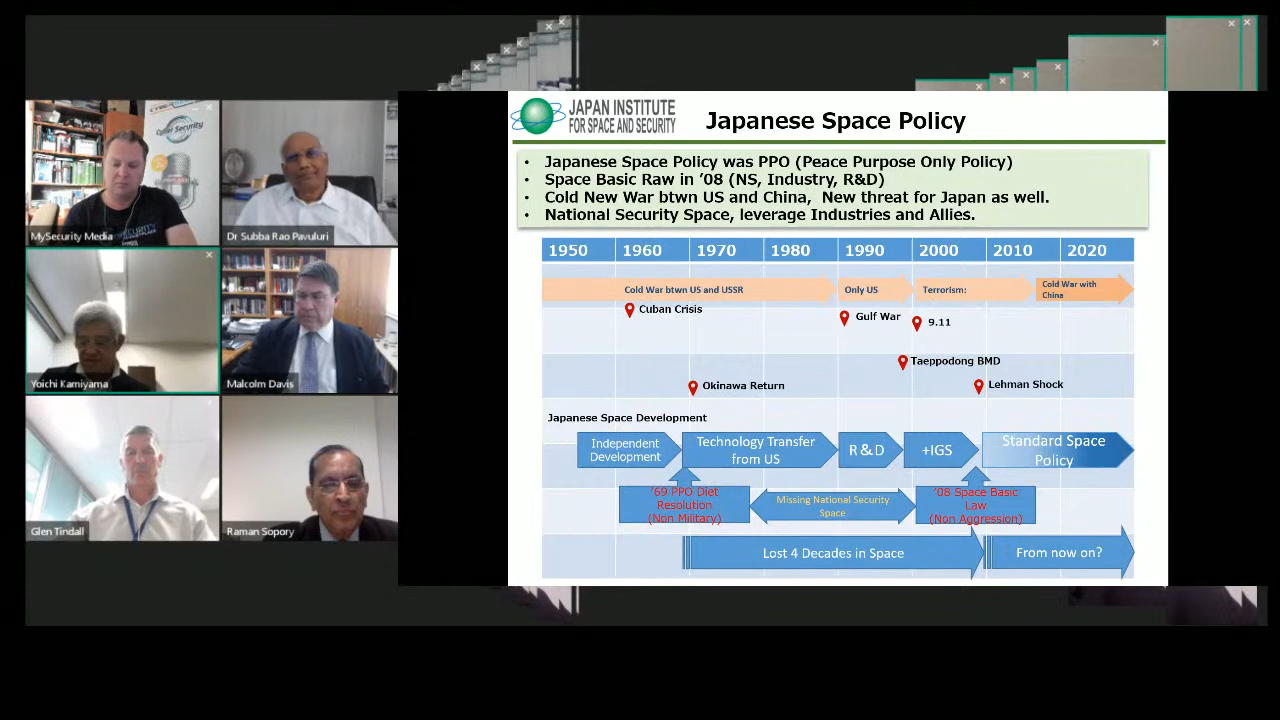 JAPAN INSTITUTE
FOR SPACE AND SECURITY
Japanese Space Policy
• Japanese Space Policy was PPO (Peace Purpose Only Policy)
• Space Basic Raw in ’08 (NS, Industry, R&D)
• Cold New War btwn US and China, New threat for Japan as well.
• National Security Space, leverage Industries and Allies.
1950 1960 1970 1980 1990 2000 2010 2020
Cold War btwn US and USSR
Only US
Terrorism:
Cold War with
China
Cuban Crisis
Gulf War
9.11
Taeppodong BMD
Okinawa Return
Lehman Shock
Japanese Space Development
Independent
Development
Technology Transfer
from US
R&D
+IGS
Standard Space
Policy
’69 PPO Diet
Resolution
(Non Military)
Missing National Security
Space
’08 Space Basic
Law
(Non Aggression)
Lost 4 Decades in Space
From now on?
Cyber Security
MySecurity Media
Dr Subba Rao Pavuluri
Yoichi Kamiyama
Malcolm Davis
Glen Tindall
Raman Sopory